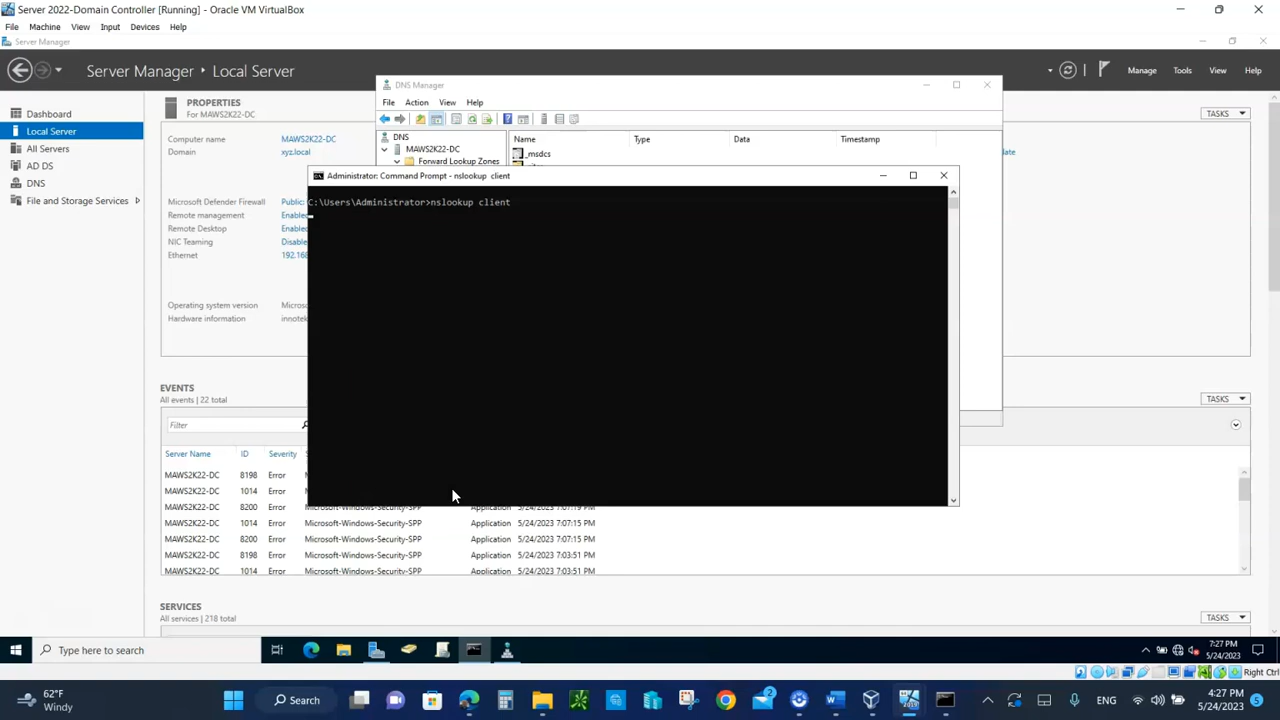 Server 2022-Domain Controller [Running] - Oracle VM VirtualBox
File Machine View Input Devices Help
Server Manager
Server Manager Local Server
Manage Tools View Help
Dashboard
Local Server
All Servers
AD DS
DNS
File and Storage Services
PROPERTIES
For MAWS2K22-DC
TASKS
Computer name MAWS2K22-DC
Domain xyz.local
Microsoft Defender Firewall Public:
Remote management
Remote Desktop
NIC Teaming
Ethernet 192.168
Operating system version
Hardware information innotek
DNS Manager
File Action View Help
DNS
MAWS2K22-DC
Forward Lookup Zones
Name Type Data Timestamp
_msdcs
Administrator: Command Prompt - nslookup client
C:\Users\Administrator>nslookup client
EVENTS
All events | 22 total
TASKS
Filter
Server Name ID Severity
MAWS2K22-DC 8198 Error
MAWS2K22-DC 1014 Error
MAWS2K22-DC 8200 Error Microsoft-Windows-Security-SPP Application 5/24/2023 7:07:19 PM
MAWS2K22-DC 1014 Error Microsoft-Windows-Security-SPP Application 5/24/2023 7:07:15 PM
MAWS2K22-DC 8200 Error Microsoft-Windows-Security-SPP Application 5/24/2023 7:07:15 PM
MAWS2K22-DC 8198 Error Microsoft-Windows-Security-SPP Application 5/24/2023 7:03:51 PM
MAWS2K22-DC 1014 Error Microsoft-Windows-Security-SPP Application 5/24/2023 7:03:51 PM
SERVICES
All services | 218 total
TASKS
Type here to search
7:27 PM
5/24/2023
Right Ctrl
62°F
Windy
Search
2
ENG
4:27 PM
5/24/2023
5